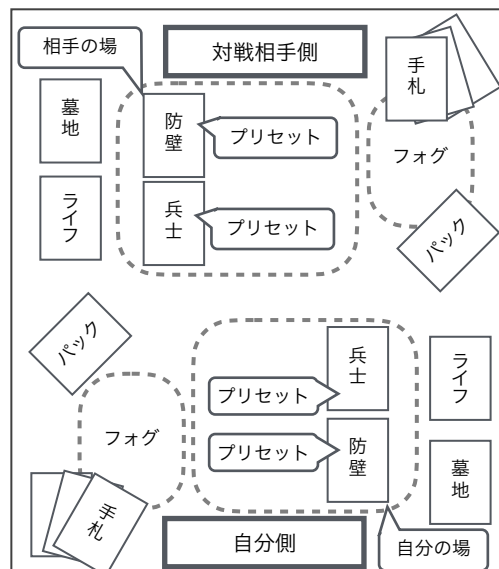 相手の場
対戦相手側
手札
墓地
防壁
プリセット
フォグ
ライフ
兵士
プリセット
パック
パック
兵士
ライフ
プリセット
フォグ
プリセット
防壁
墓地
手札
自分側
自分の場